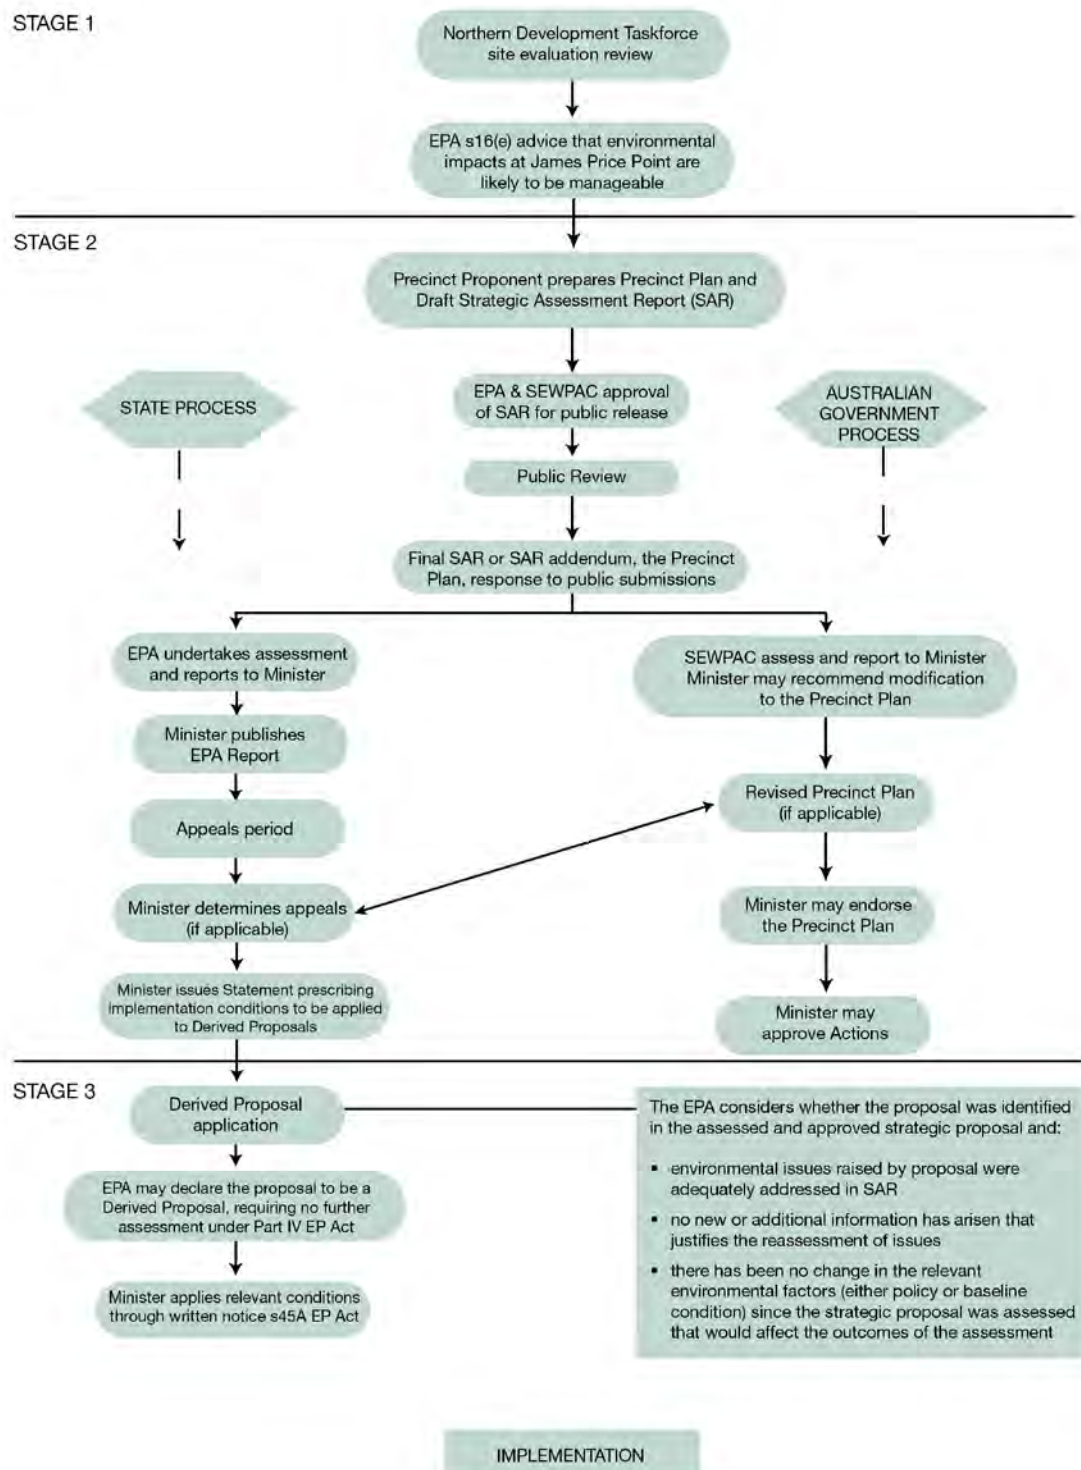 STAGE 1
Northern Development Taskforce
site evaluation review
EPA s16(e) advice that environmental
impacts at James Price Point are
likely to be manageable
STAGE 2
Precinct Proponent prepares Precinct Plan and
Draft Strategic Assessment Report (SAR)
STATE PROCESS
EPA & SEWPAC approval
of SAR for public release
AUSTRALIAN
GOVERNMENT
PROCESS
Public Review
Final SAR or SAR addendum, the Precinct
Plan, response to public submissions
EPA undertakes assessment
and reports to Minister
Minister publishes
EPA Report
Appeals period
Minister determines appeals
(if applicable)
Minister issues Statement prescribing
implementation conditions to be applied
to Derived Proposals
SEWPAC assess and report to Minister
Minister may recommend modification
to the Precinct Plan
Revised Precinct Plan
(if applicable)
Minister may endorse
the Precinct Plan
Minister may
approve Actions
STAGE 3
Derived Proposal
application
EPA may declare the proposal to be a
Derived Proposal, requiring no further
assessment under Part IV EP Act
Minister applies relevant conditions
through written notice s45A EP Act
The EPA considers whether the proposal was identified
in the assessed and approved strategic proposal and:
▪ environmental issues raised by proposal were
adequately addressed in SAR
▪ no new or additional information has arisen that
justifies the reassessment of issues
▪ there has been no change in the relevant
environmental factors (either policy or baseline
condition) since the strategic proposal was assessed
that would affect the outcomes of the assessment
IMPLEMENTATION